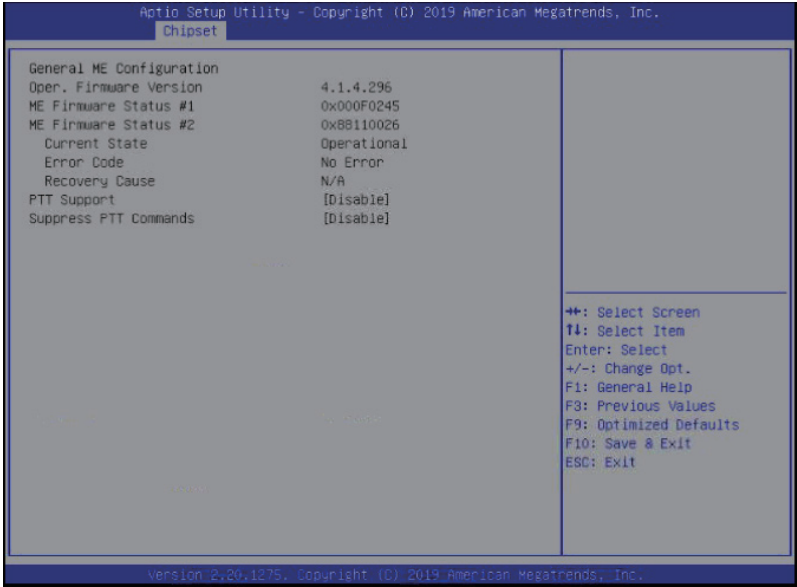 Aptio Setup Utility - Copyright (C) 2019 American Megatrends, Inc.
Chipset
General ME Configuration
Oper. Firmware Version 4.1.4.296
ME Firmware Status #1 0x000F0245
ME Firmware Status #2 0x88110026
Current State Operational
Error Code No Error
Recovery Cause N/A
PTT Support [Disable]
Suppress PTT Commands [Disable]
→←: Select Screen
↑↓: Select Item
Enter: Select
+/-: Change Opt.
F1: General Help
F3: Previous Values
F9: Optimized Defaults
F10: Save & Exit
ESC: Exit
Version 2.20.1275. Copyright (C) 2019 American Megatrends, Inc.